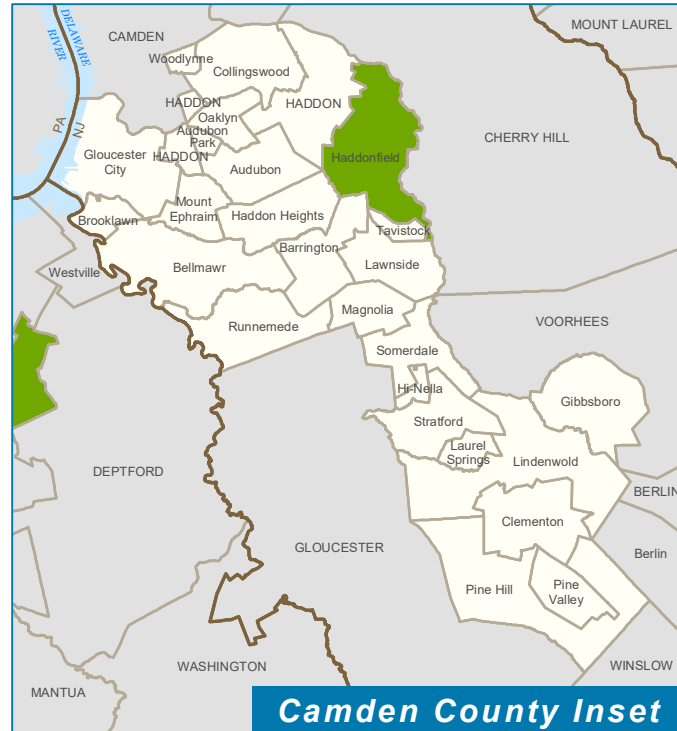 DELAWARE
RIVER
PA
NJ
CAMDEN
MOUNT LAUREL
Woodlynne
Collingswood
HADDON
HADDON
Oaklyn
Audubon
Park
HADDON
CHERRY HILL
Gloucester
City
Audubon
Haddonfield
Mount
Ephraim
Haddon Heights
Brooklawn
Tavistock
Barrington
Westville
Bellmawr
Lawnside
Magnolia
Runnemede
VOORHEES
Somerdale
Hi-Nella
Gibbsboro
Stratford
Laurel
Springs
Lindenwold
DEPTFORD
BERLIN
Clementon
GLOUCESTER
Berlin
Pine Hill
Pine
Valley
WASHINGTON
WINSLOW
MANTUA
Camden County Inset